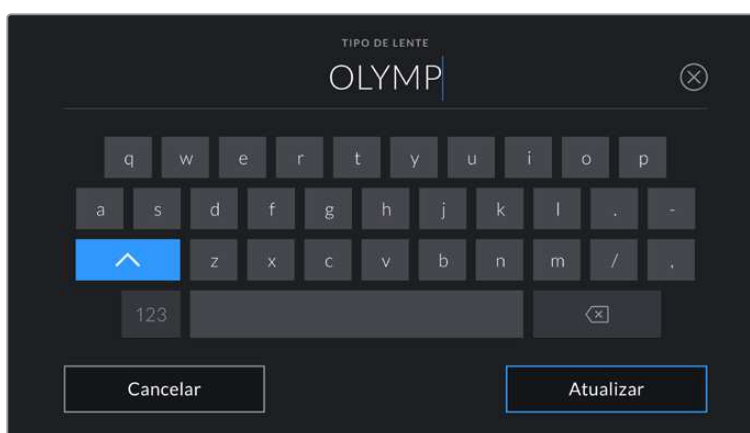 TIPO DE LENTE
OLYMP
q w e r t y u i o p
a s d f g h j k l . -
z x c v b n m / ,
123
Cancelar Atualizar